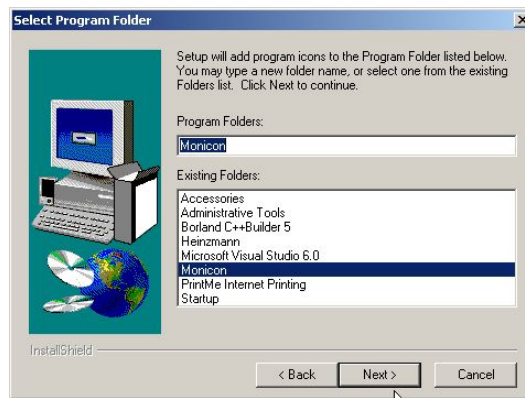 Select Program Folder
Setup will add program icons to the Program Folder listed below.
You may type a new folder name, or select one from the existing
Folders list. Click Next to continue.
Program Folders:
Monicon
Existing Folders:
Accessories
Administrative Tools
Borland C++Builder 5
Heinzmann
Microsoft Visual Studio 6.0
Monicon
PrintMe Internet Printing
Startup
InstallShield
< Back
Next >
Cancel